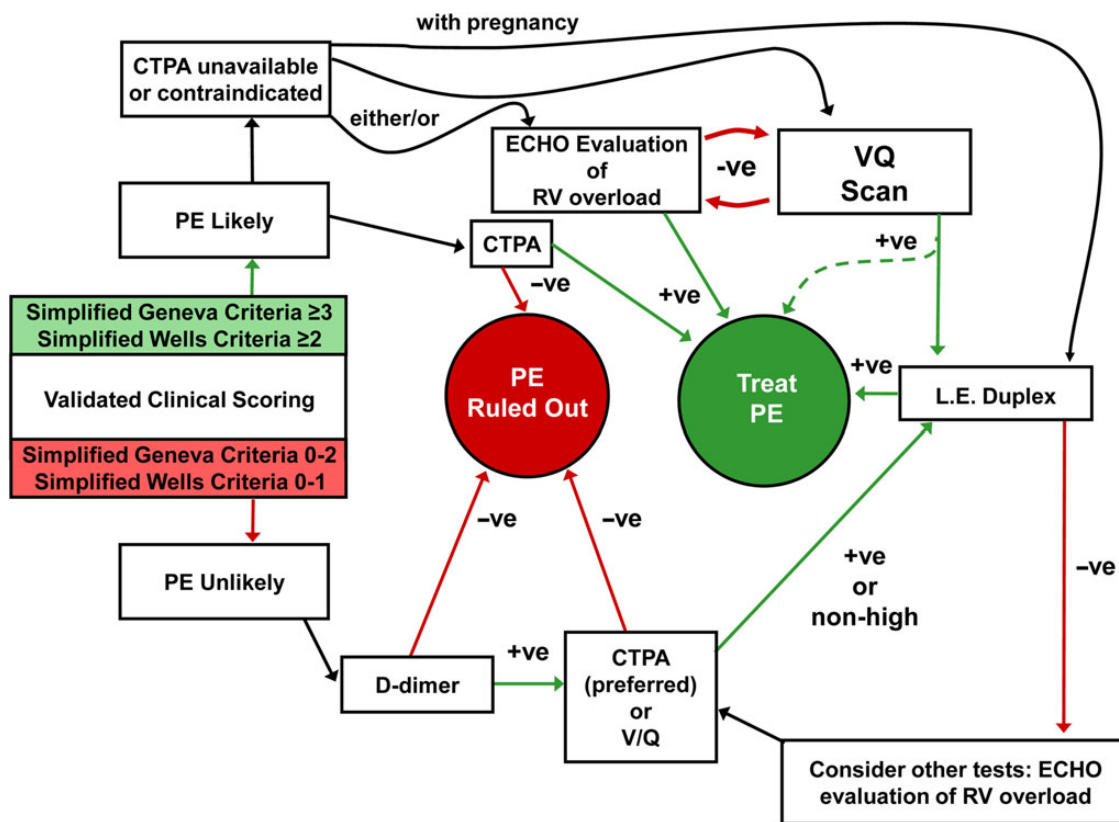 with pregnancy
CTPA unavailable
or contraindicated
either/or
ECHO Evaluation
of
RV overload
-ve
VQ
Scan
PE Likely
CTPA
–ve
+ve
+ve
Simplified Geneva Criteria ≥3
Simplified Wells Criteria ≥2
Validated Clinical Scoring
Simplified Geneva Criteria 0-2
Simplified Wells Criteria 0-1
PE
Ruled Out
Treat
PE
+ve
L.E. Duplex
–ve
–ve
+ve
or
non-high
–ve
PE Unlikely
D-dimer
+ve
CTPA
(preferred)
or
V/Q
Consider other tests: ECHO
evaluation of RV overload